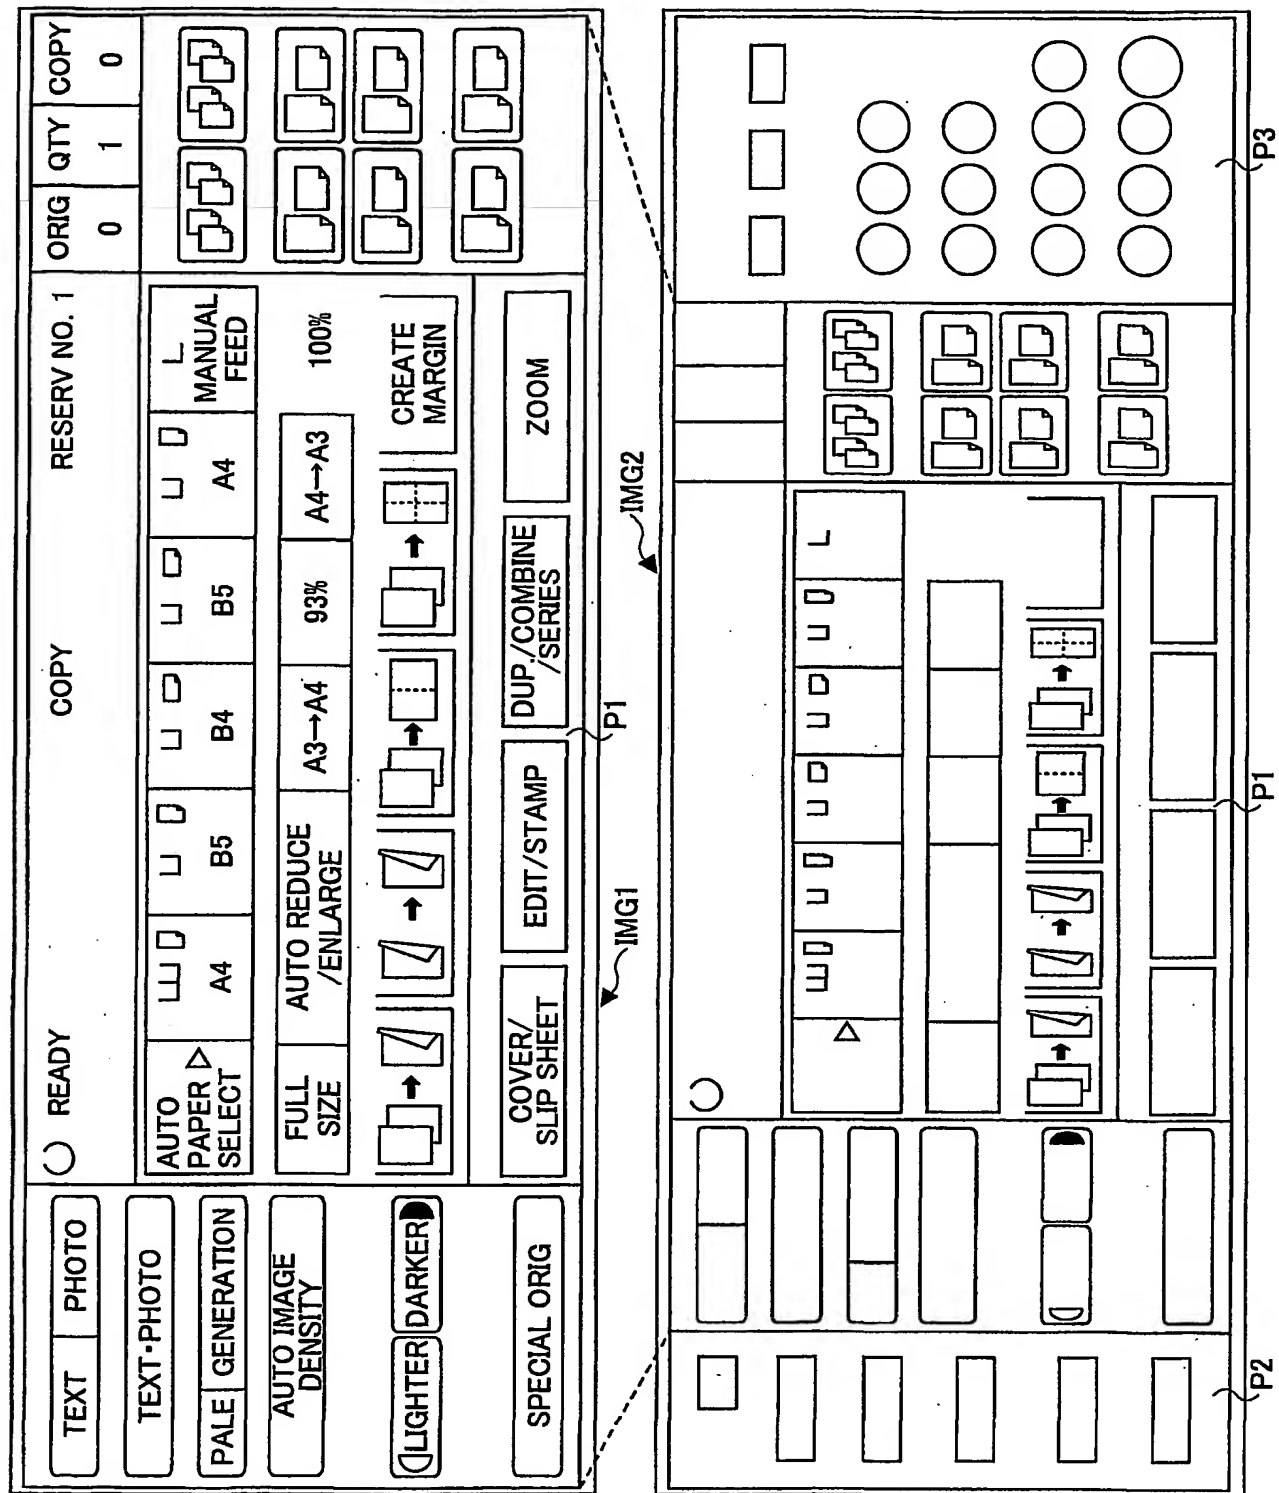 TEXT PHOTO
TEXT·PHOTO
PALE GENERATION
AUTO IMAGE
DENSITY
LIGHTER DARKER
SPECIAL ORIG
READY COPY RESERV NO. 1
ORIG QTY COPY
0 1 0
AUTO
PAPER
SELECT
A4 B5 B4 B5 A4
MANUAL
FEED
FULL
SIZE
AUTO REDUCE
/ENLARGE
A3→A4 93% A4→A3 100%
CREATE
MARGIN
COVER/
SLIP SHEET
EDIT/STAMP
DUP./COMBINE
/SERIES
ZOOM
P1
IMG1
IMG2
P2 P1 P3